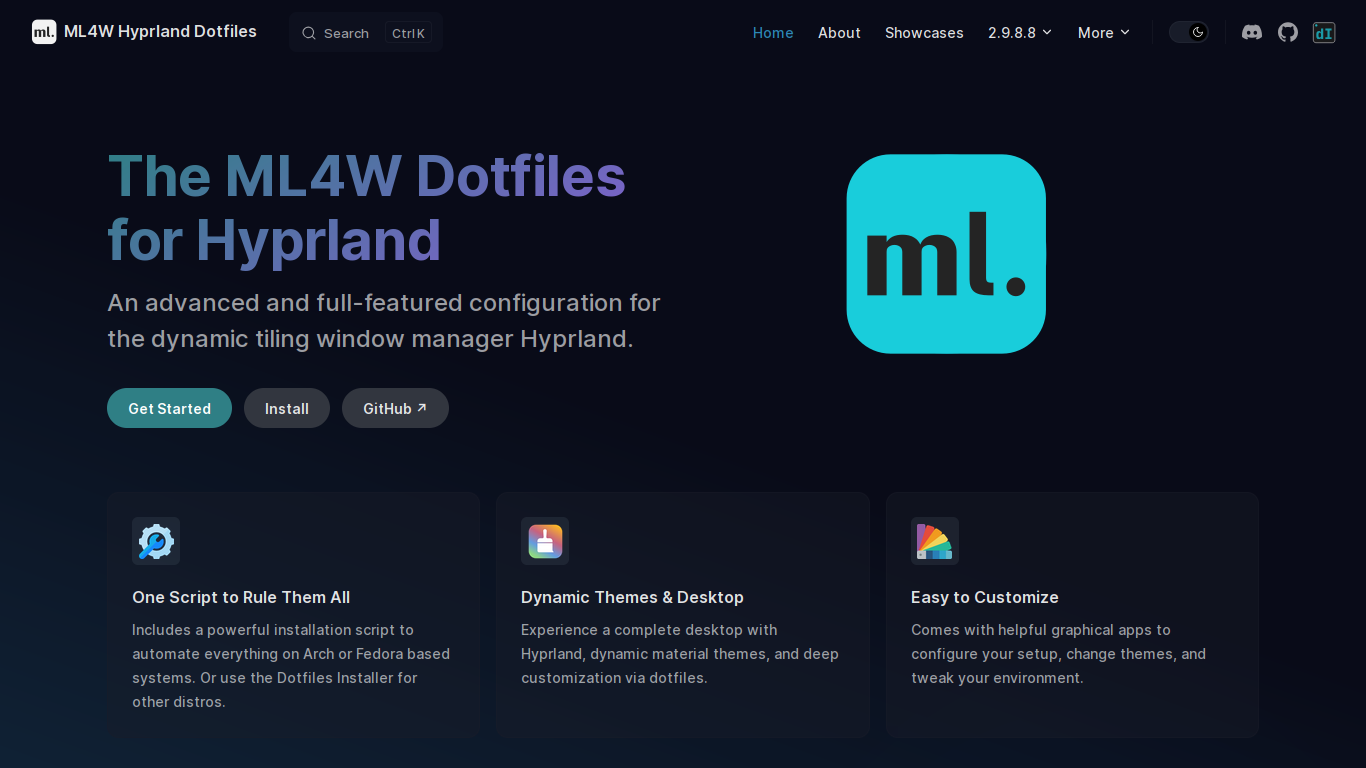 ml. ML4W Hyprland Dotfiles
Search Ctrl K
Home About Showcases 2.9.8.8 More
dI
The ML4W Dotfiles
for Hyprland
An advanced and full-featured configuration for
the dynamic tiling window manager Hyprland.
Get Started Install GitHub ↗
ml.
One Script to Rule Them All
Includes a powerful installation script to
automate everything on Arch or Fedora based
systems. Or use the Dotfiles Installer for
other distros.
Dynamic Themes & Desktop
Experience a complete desktop with
Hyprland, dynamic material themes, and deep
customization via dotfiles.
Easy to Customize
Comes with helpful graphical apps to
configure your setup, change themes, and
tweak your environment.